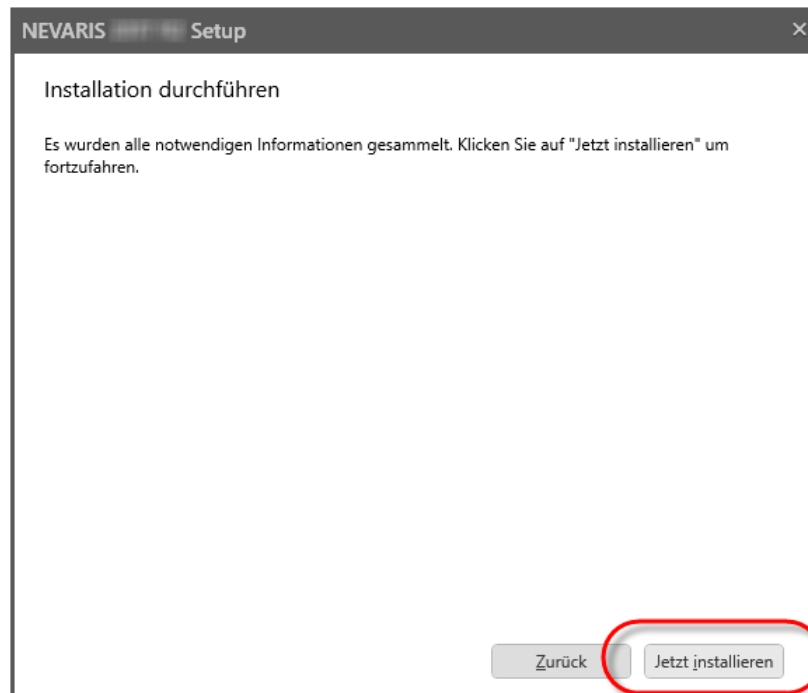 NEVARIS Setup
Installation durchführen
Es wurden alle notwendigen Informationen gesammelt. Klicken Sie auf "Jetzt installieren" um
fortzufahren.
Zurück Jetzt installieren